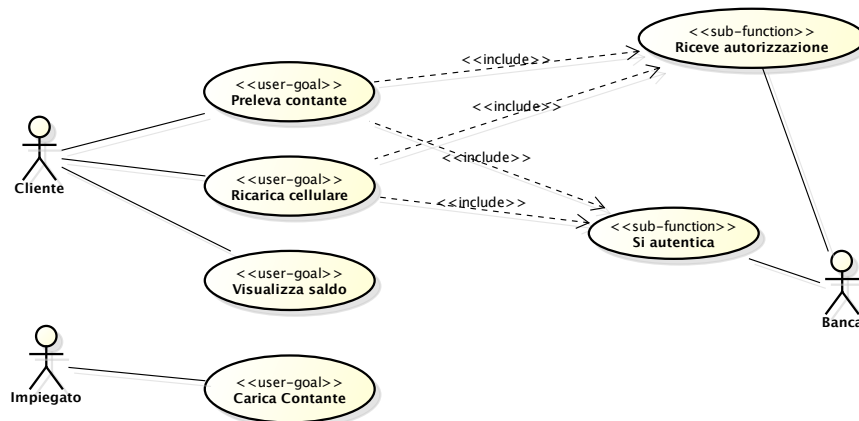 <<sub-function>>
Riceve autorizzazione
<<include>>
<<user-goal>>
Preleva contante
<<include>>
<<include>>
<<user-goal>>
Ricarica cellulare
Cliente
<<include>>
<<sub-function>>
Si autentica
<<user-goal>>
Visualizza saldo
Banca
<<user-goal>>
Carica Contante
Impiegato